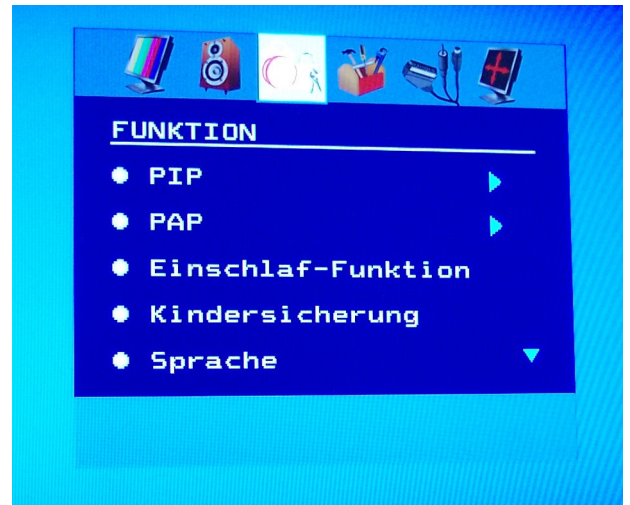 FUNKTION
PIP
PAP
Einschlaf-Funktion
Kindersicherung
Sprache